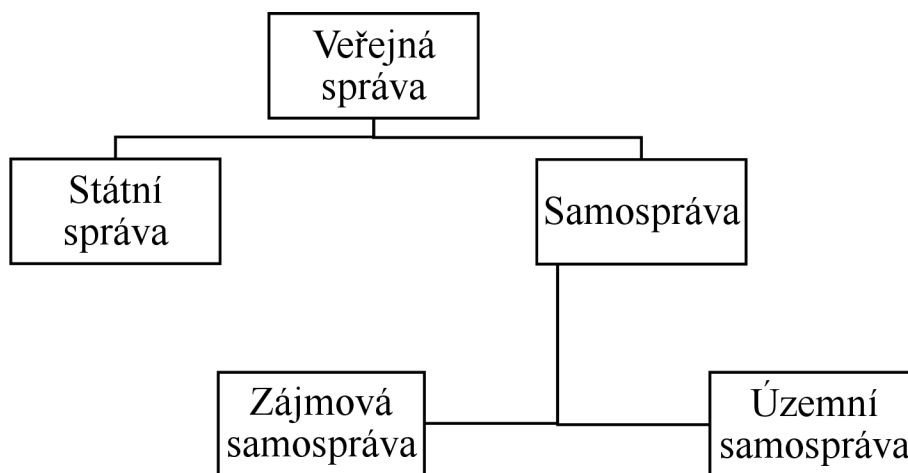 Veřejná
správa
Státní
správa
Samospráva
Zájmová
samospráva
Územní
samospráva